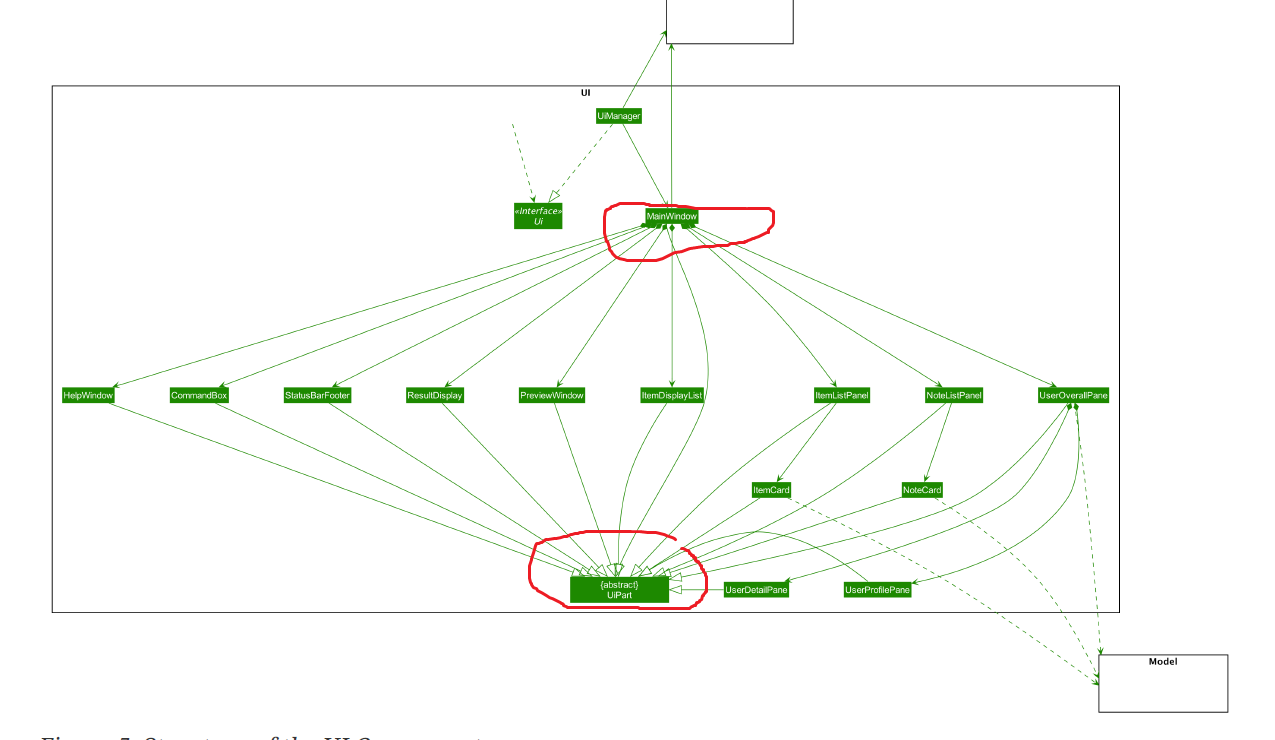 UI
UiManager
«Interface»
Ui
MainWindow
HelpWindow
CommandBox
StatusBarFooter
ResultDisplay
PreviewWindow
ItemDisplayList
ItemListPanel
NoteListPanel
UserOverallPane
ItemCard
NoteCard
{abstract}
UiPart
UserDetailPane
UserProfilePane
Model